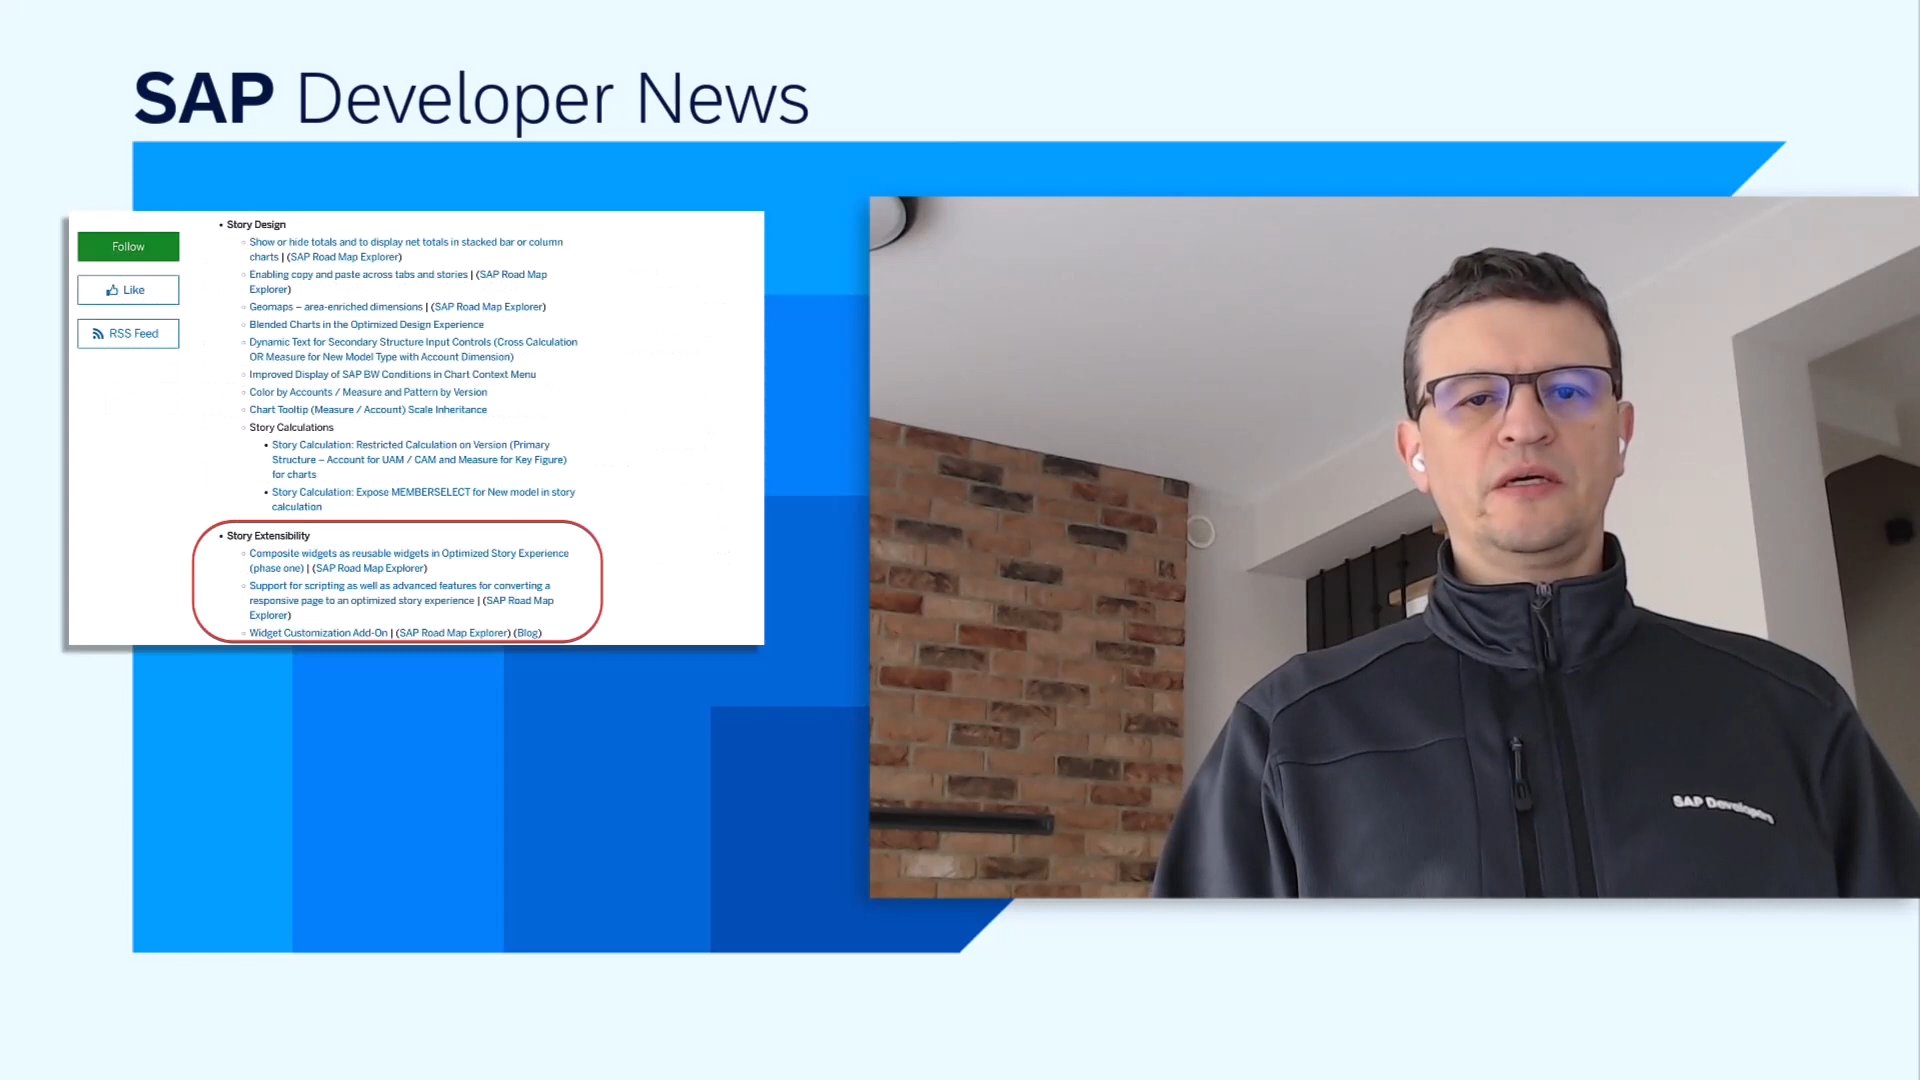 SAP Developer News
Follow
Like
RSS Feed
• Story Design
◦ Show or hide totals and to display net totals in stacked bar or column
charts | (SAP Road Map Explorer)
◦ Enabling copy and paste across tabs and stories | (SAP Road Map
Explorer)
◦ Geomaps – area-enriched dimensions | (SAP Road Map Explorer)
◦ Blended Charts in the Optimized Design Experience
◦ Dynamic Text for Secondary Structure Input Controls (Cross Calculation
OR Measure for New Model Type with Account Dimension)
◦ Improved Display of SAP BW Conditions in Chart Context Menu
◦ Color by Accounts / Measure and Pattern by Version
◦ Chart Tooltip (Measure / Account) Scale Inheritance
◦ Story Calculations
• Story Calculation: Restricted Calculation on Version (Primary
Structure – Account for UAM / CAM and Measure for Key Figure)
for charts
• Story Calculation: Expose MEMBERSELECT for New model in story
calculation
• Story Extensibility
◦ Composite widgets as reusable widgets in Optimized Story Experience
(phase one) | (SAP Road Map Explorer)
◦ Support for scripting as well as advanced features for converting a
responsive page to an optimized story experience | (SAP Road Map
Explorer)
◦ Widget Customization Add-On | (SAP Road Map Explorer) (Blog)
SAP Developers